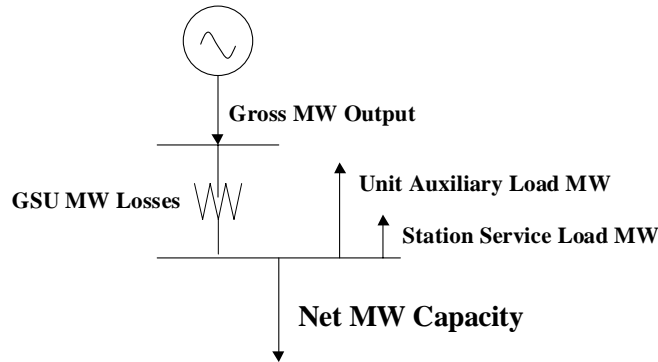 Gross MW Output
GSU MW Losses
Unit Auxiliary Load MW
Station Service Load MW
Net MW Capacity